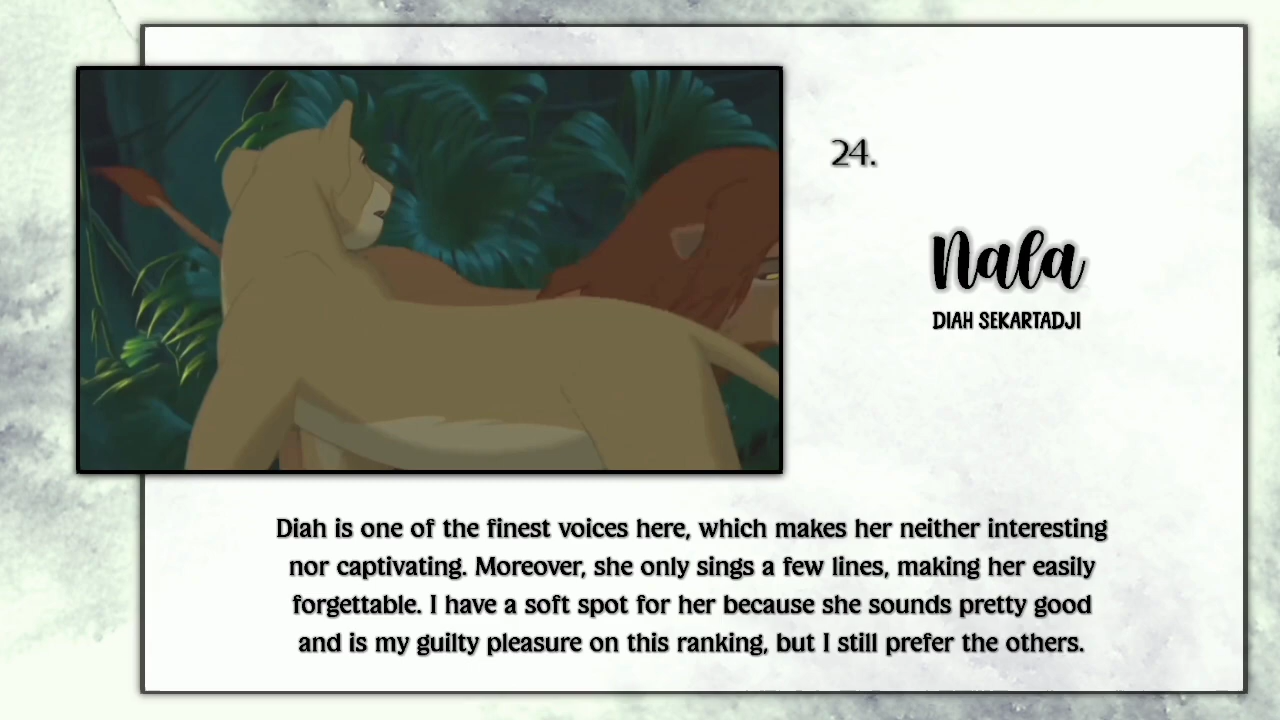 24.
Nala
DIAH SEKARTADJI
Diah is one of the finest voices here, which makes her neither interesting
nor captivating. Moreover, she only sings a few lines, making her easily
forgettable. I have a soft spot for her because she sounds pretty good
and is my guilty pleasure on this ranking, but I still prefer the others.